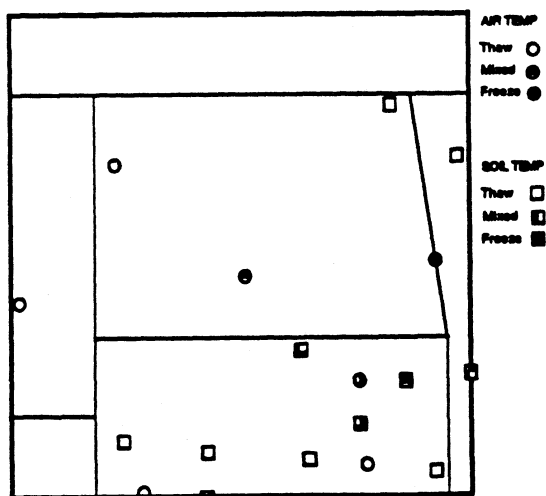 AIR TEMP
Thaw
Mixed
Freeze
SOIL TEMP
Thaw
Mixed
Freeze